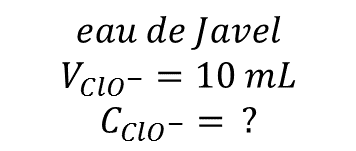 eau de Javel
V_{ClO⁻} = 10 mL
C_{ClO⁻} = ?